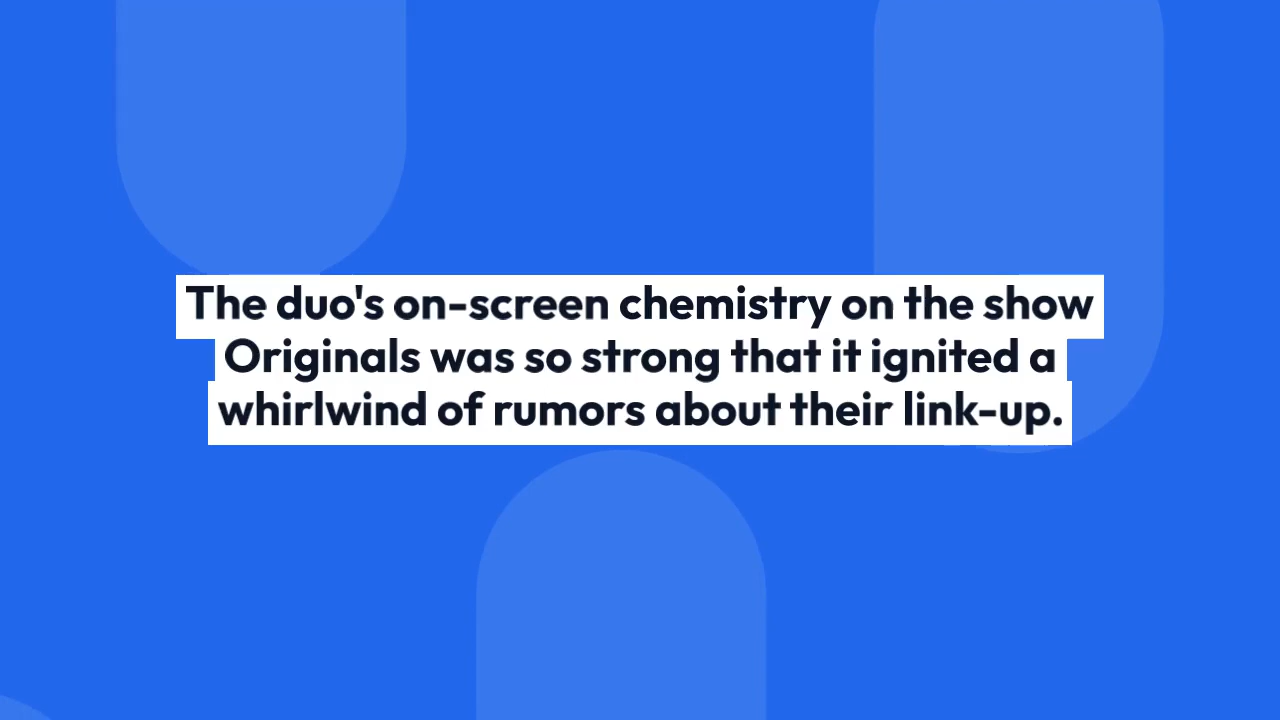 The duo's on-screen chemistry on the show
Originals was so strong that it ignited a
whirlwind of rumors about their link-up.